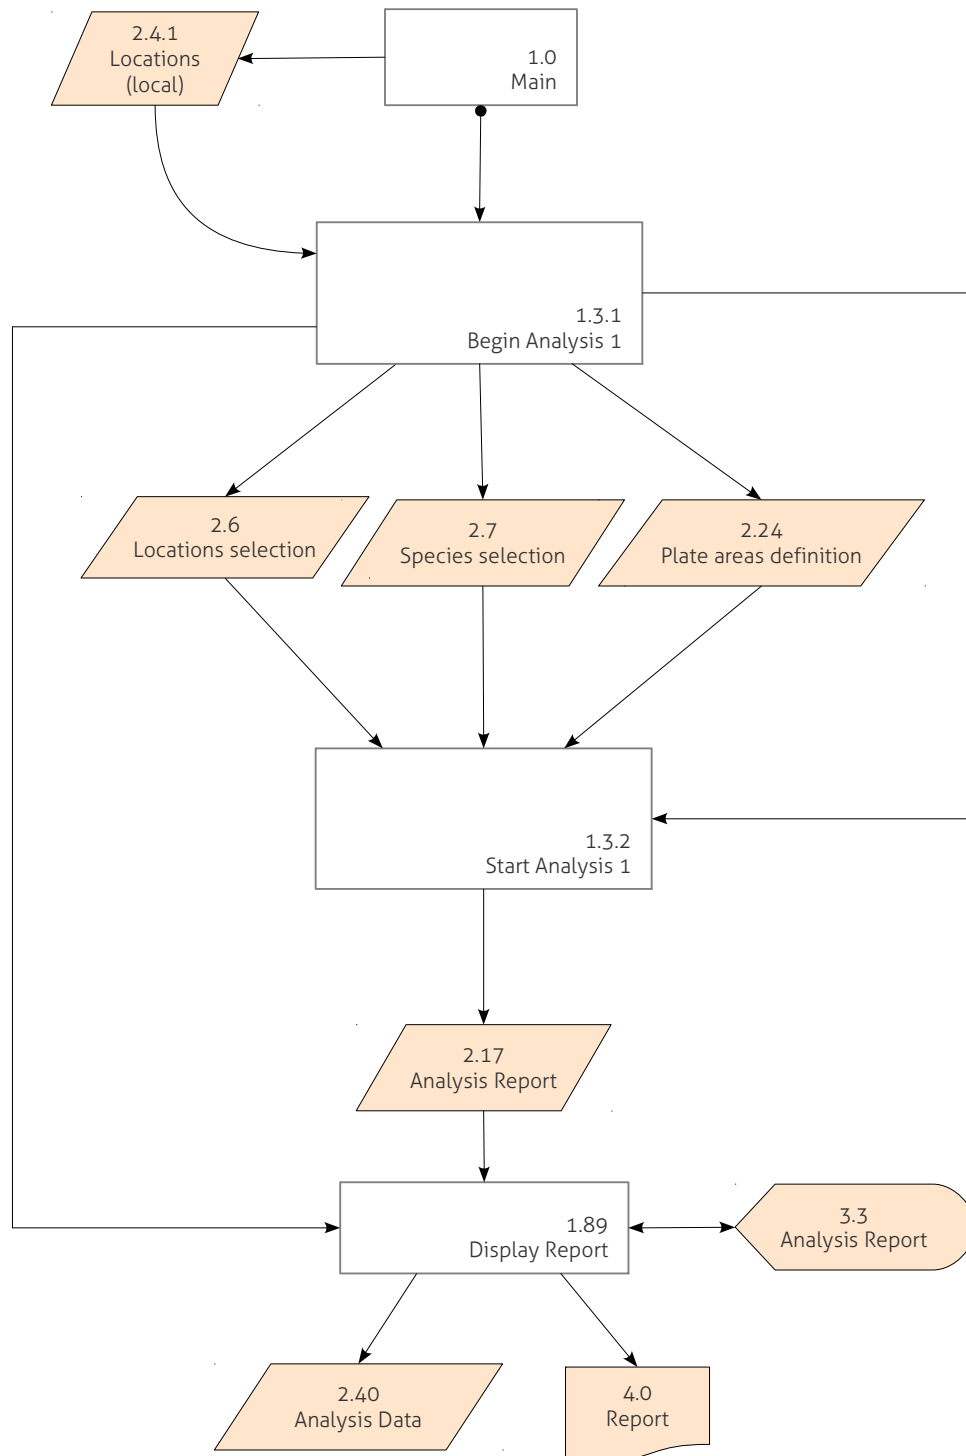 2.4.1
Locations
(local)
1.0
Main
1.3.1
Begin Analysis 1
2.6
Locations selection
2.7
Species selection
2.24
Plate areas definition
1.3.2
Start Analysis 1
2.17
Analysis Report
1.89
Display Report
3.3
Analysis Report
2.40
Analysis Data
4.0
Report